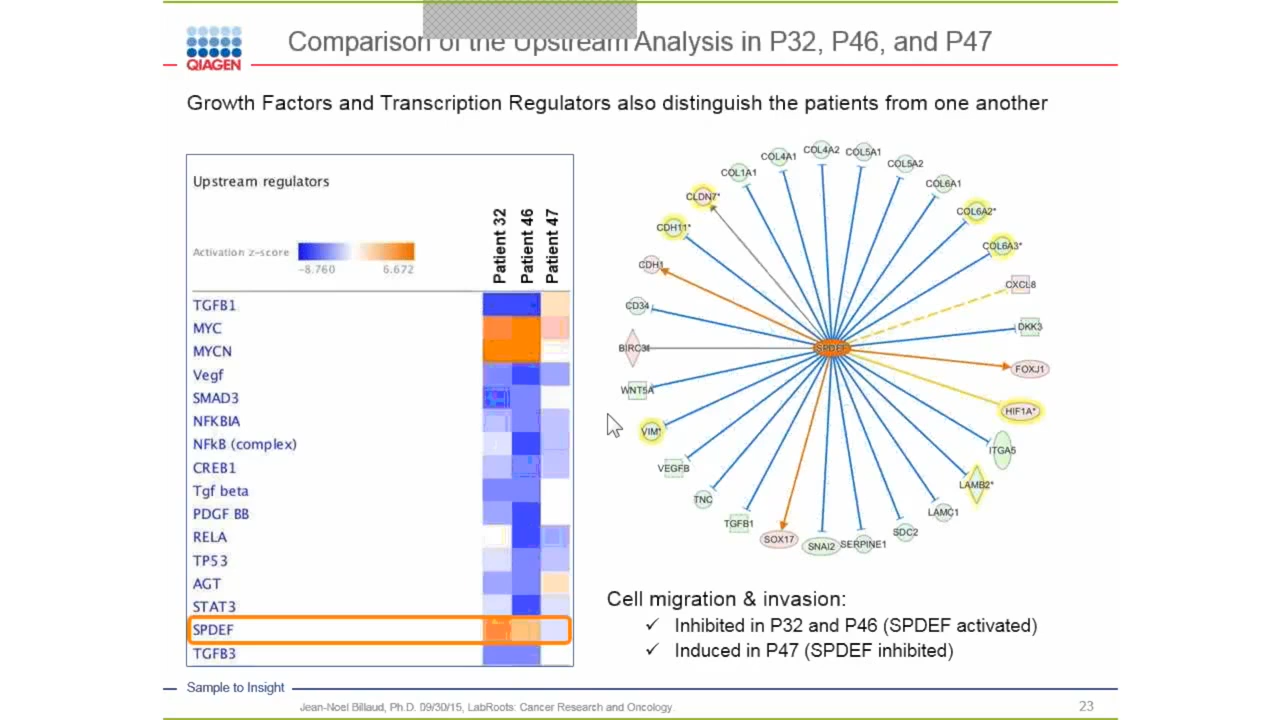 QIAGEN
Comparison of the Upstream Analysis in P32, P46, and P47
Growth Factors and Transcription Regulators also distinguish the patients from one another
Upstream regulators
Patient 32
Patient 46
Patient 47
Activation z-score
-8.760 6.672
TGFB1
MYC
MYCN
Vegf
SMAD3
NFKBIA
NFkB (complex)
CREB1
Tgf beta
PDGF BB
RELA
TP53
AGT
STAT3
SPDEF
TGFB3
COL4A2
COL5A1
COL4A1
COL5A2
COL1A1
COL6A1
CLDN7*
COL6A2*
CDH11*
COL6A3*
CDH1
CXCL8
CD34
DKK3
BIRC3
SPDEF
FOXJ1
WNT5A
HIF1A*
VIM*
ITGA5
VEGFB
LAMB2*
TNC
LAMC1
TGFB1
SDC2
SOX17
SNAI2
SERPINE1
Cell migration & invasion:
✓ Inhibited in P32 and P46 (SPDEF activated)
✓ Induced in P47 (SPDEF inhibited)
Sample to Insight
Jean-Noel Billaud, Ph.D. 09/30/15, LabRoots: Cancer Research and Oncology
23